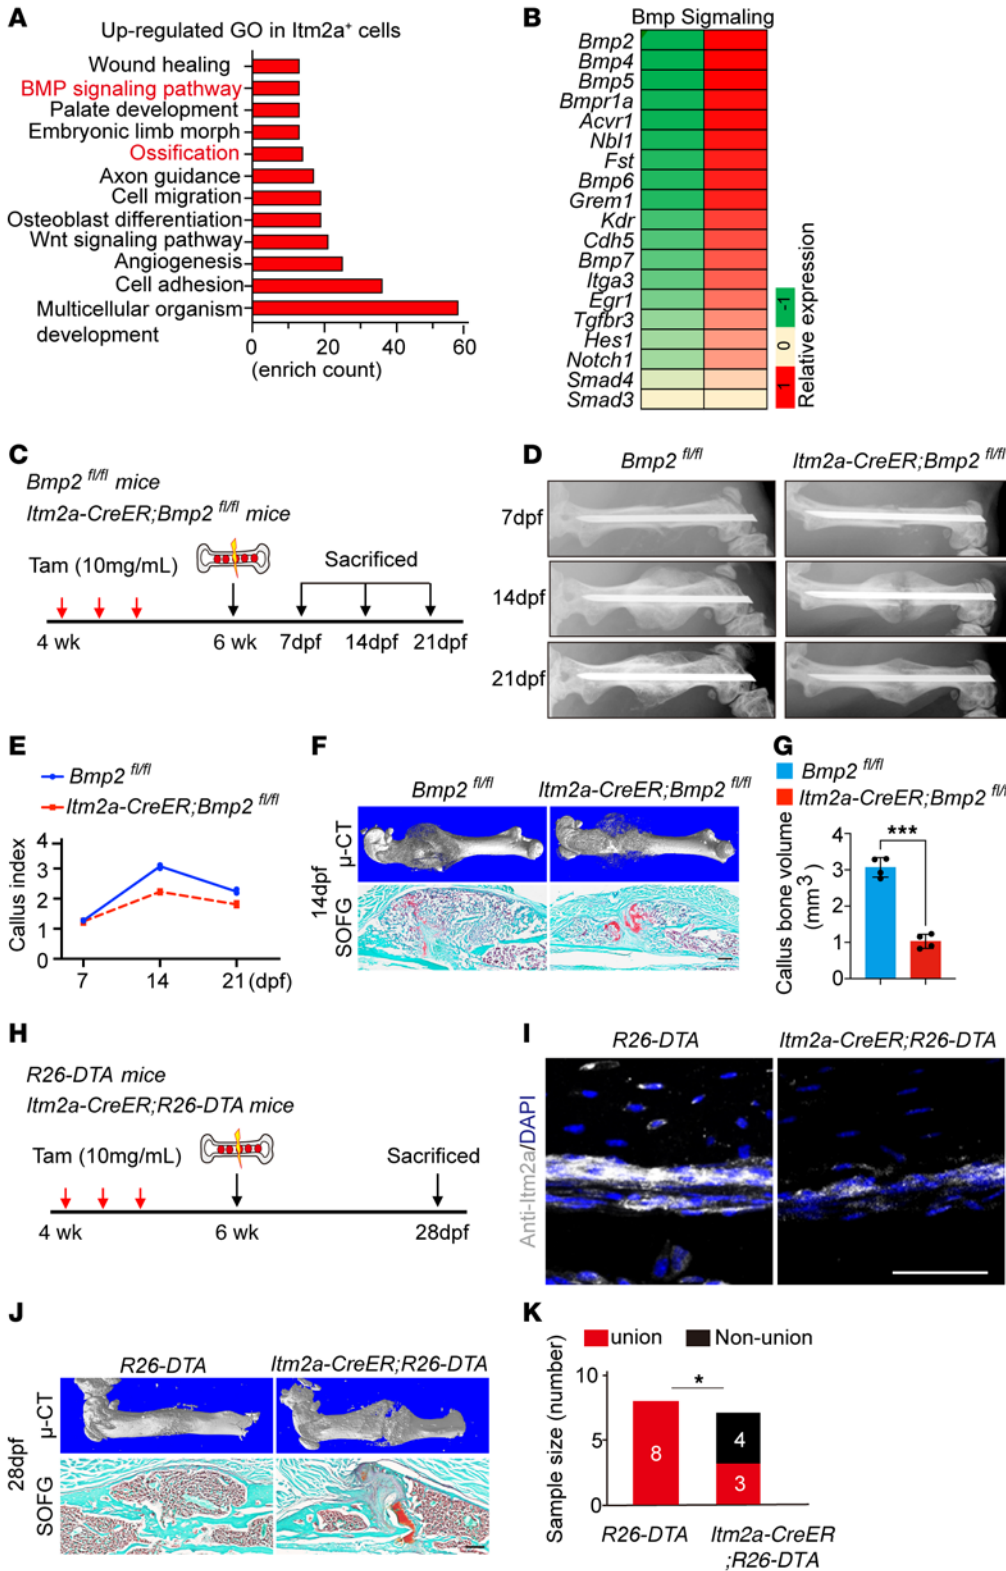 A
Up-regulated GO in Itm2a+ cells
Wound healing
BMP signaling pathway
Palate development
Embryonic limb morph
Ossification
Axon guidance
Cell migration
Osteoblast differentiation
Wnt signaling pathway
Angiogenesis
Cell adhesion
Multicellular organism
development
0 20 40 60
(enrich count)
B
Bmp Sigmaling
Bmp2
Bmp4
Bmp5
Bmpr1a
Acvr1
Nbl1
Fst
Bmp6
Grem1
Kdr
Cdh5
Bmp7
Itga3
Egr1
Tgfbr3
Hes1
Notch1
Smad4
Smad3
-1
0
1
Relative expression
C
Bmp2 fl/fl mice
Itm2a-CreER;Bmp2 fl/fl mice
Tam (10mg/mL)
Sacrificed
4 wk 6 wk 7dpf 14dpf 21dpf
D
Bmp2 fl/fl Itm2a-CreER;Bmp2 fl/fl
7dpf
14dpf
21dpf
E
Bmp2 fl/fl
Itm2a-CreER;Bmp2 fl/fl
Callus index
4
3
2
1
0
7 14 21 (dpf)
F
Bmp2 fl/fl Itm2a-CreER;Bmp2 fl/fl
14dpf
μ-CT
SOFG
G
Bmp2 fl/fl
Itm2a-CreER;Bmp2 fl/fl
Callus bone volume
(mm3)
4
3
2
1
0
***
H
R26-DTA mice
Itm2a-CreER;R26-DTA mice
Tam (10mg/mL)
Sacrificed
4 wk 6 wk 28dpf
I
R26-DTA Itm2a-CreER;R26-DTA
Anti-Itm2a/DAPI
J
R26-DTA Itm2a-CreER;R26-DTA
28dpf
μ-CT
SOFG
K
union Non-union
Sample size (number)
10
5
0
*
8
4
3
R26-DTA Itm2a-CreER
;R26-DTA